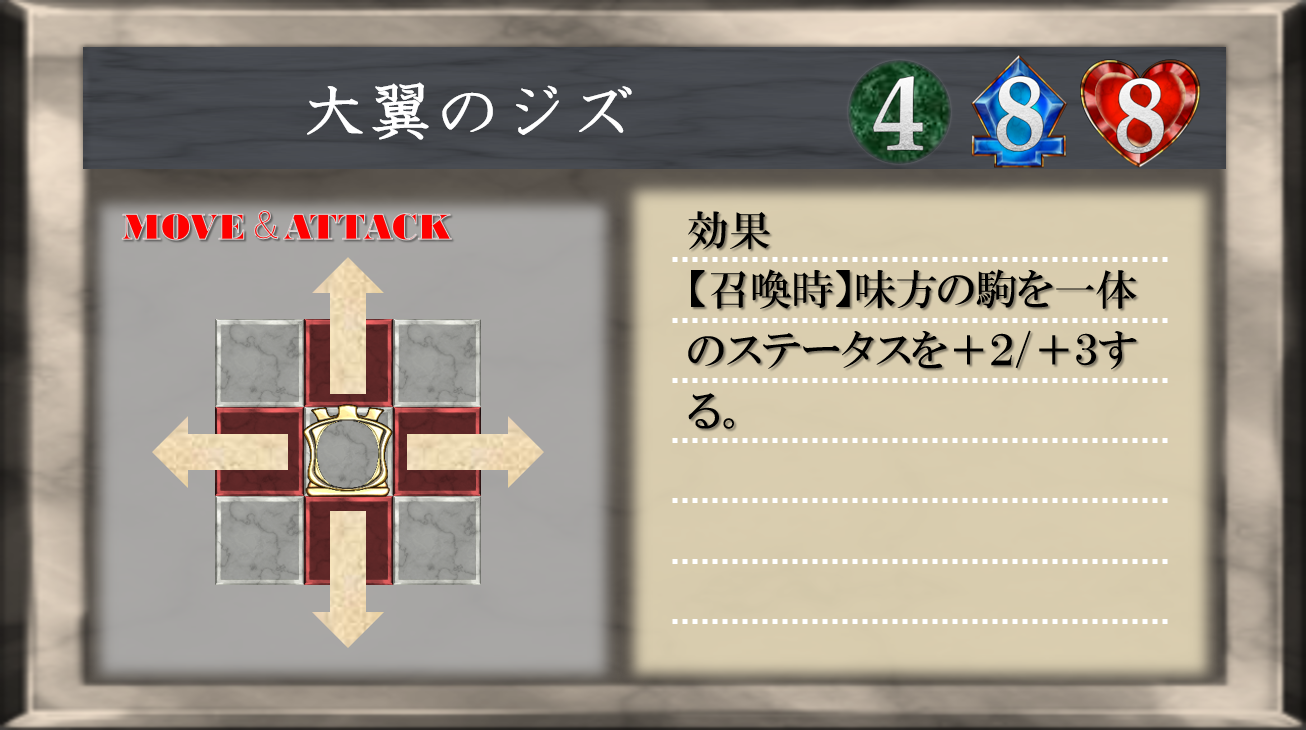 大翼のジズ
4 8 8
MOVE & ATTACK
効果
【召喚時】味方の駒を一体
のステータスを+2/+3す
る。